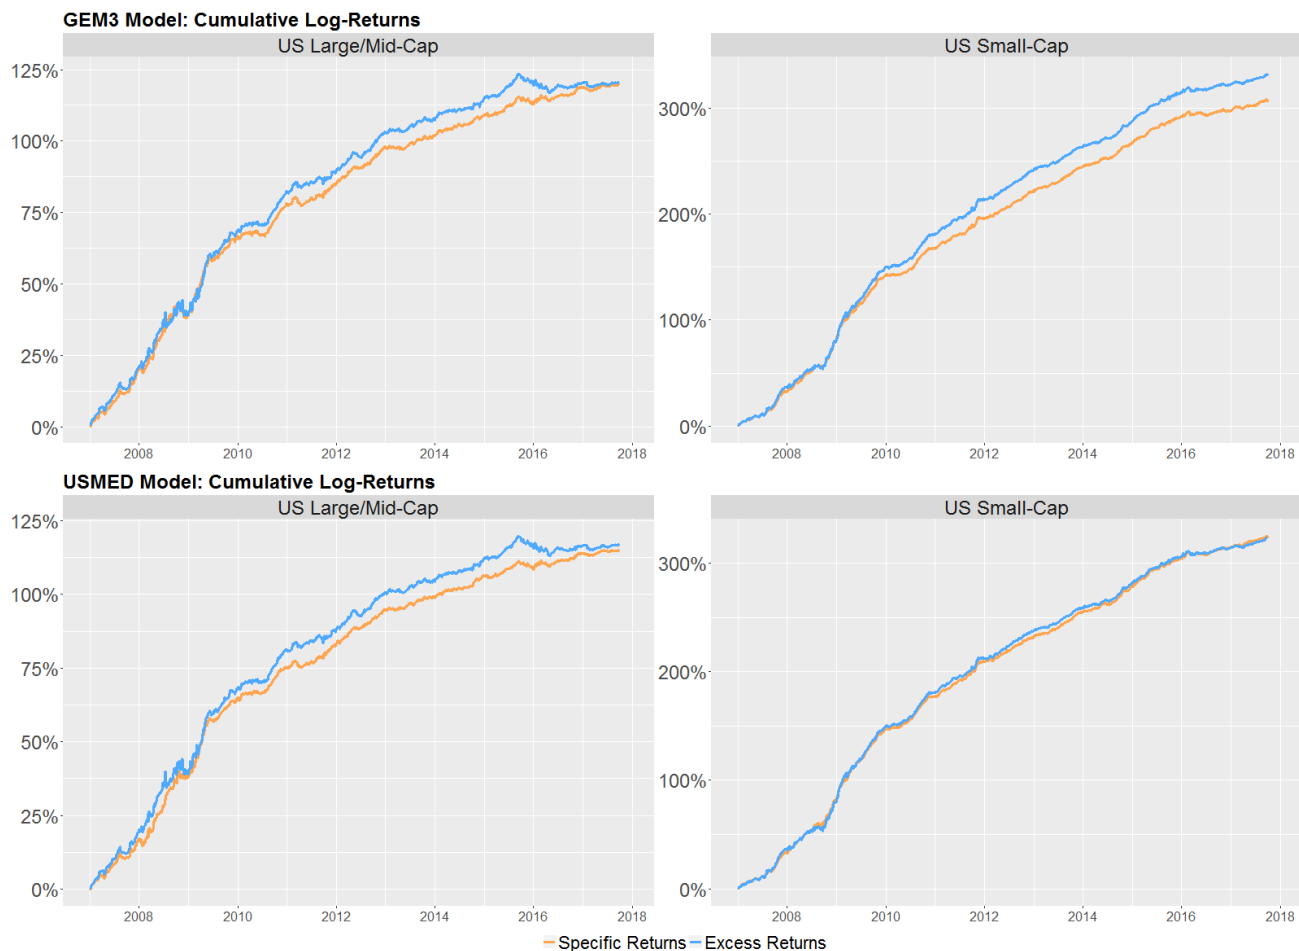 GEM3 Model: Cumulative Log-Returns
US Large/Mid-Cap
125%
100%
75%
50%
25%
0%
2008 2010 2012 2014 2016 2018
US Small-Cap
300%
200%
100%
0%
2008 2010 2012 2014 2016 2018
USMED Model: Cumulative Log-Returns
US Large/Mid-Cap
125%
100%
75%
50%
25%
0%
2008 2010 2012 2014 2016 2018
US Small-Cap
300%
200%
100%
0%
2008 2010 2012 2014 2016 2018
Specific Returns Excess Returns